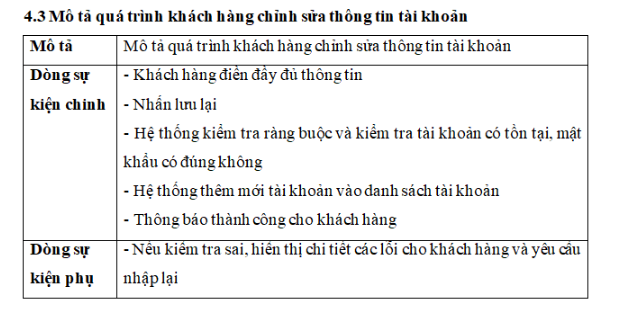 4.3 Mô tả quá trình khách hàng chỉnh sửa thông tin tài khoản
Mô tả
Mô tả quá trình khách hàng chỉnh sửa thông tin tài khoản
Dòng sự
kiện chính
- Khách hàng điền đầy đủ thông tin
- Nhấn lưu lại
- Hệ thống kiểm tra ràng buộc và kiểm tra tài khoản có tồn tại, mật
khẩu có đúng không
- Hệ thống thêm mới tài khoản vào danh sách tài khoản
- Thông báo thành công cho khách hàng
Dòng sự
kiện phụ
- Nếu kiểm tra sai, hiển thị chi tiết các lỗi cho khách hàng và yêu cầu
nhập lại